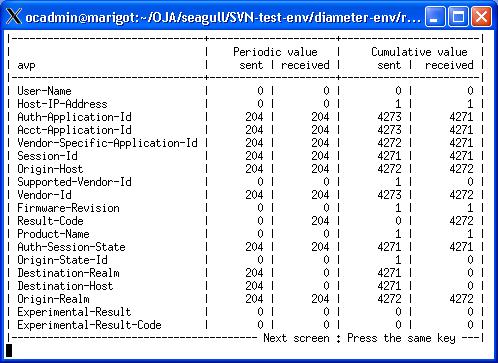 ocadmin@marigot:~/OJA/seagull/SVN-test-env/diameter-env/r...
| | Periodic value | Cumulative value |
| avp | sent | received | sent | received |
| User-Name | 0 | 0 | 0 | 0 |
| Host-IP-Address | 0 | 0 | 1 | 1 |
| Auth-Application-Id | 204 | 204 | 4273 | 4271 |
| Acct-Application-Id | 204 | 204 | 4273 | 4271 |
| Vendor-Specific-Application-Id | 204 | 204 | 4272 | 4271 |
| Session-Id | 204 | 204 | 4271 | 4271 |
| Origin-Host | 204 | 204 | 4272 | 4272 |
| Supported-Vendor-Id | 0 | 0 | 1 | 0 |
| Vendor-Id | 204 | 204 | 4273 | 4271 |
| Firmware-Revision | 0 | 0 | 1 | 1 |
| Result-Code | 0 | 204 | 0 | 4272 |
| Product-Name | 0 | 0 | 1 | 1 |
| Auth-Session-State | 204 | 204 | 4271 | 4271 |
| Origin-State-Id | 0 | 0 | 1 | 0 |
| Destination-Realm | 204 | 0 | 4271 | 0 |
| Destination-Host | 204 | 0 | 4271 | 0 |
| Origin-Realm | 204 | 204 | 4272 | 4272 |
| Experimental-Result | 0 | 0 | 0 | 0 |
| Experimental-Result-Code | 0 | 0 | 0 | 0 |
Next screen : Press the same key